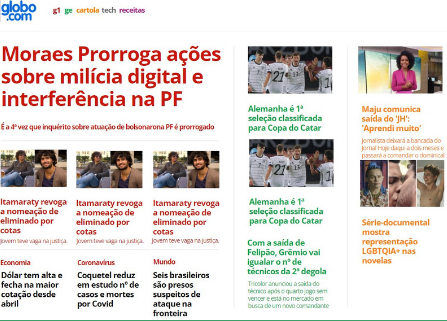 globo
.com
g1 ge cartola tech receitas
Moraes Prorroga ações
sobre milícia digital e
interferência na PF
É a 4ª vez que inquérito sobre atuação de bolsonarona PF é prorrogado
Itamaraty revoga
a nomeação de
eliminado por
cotas
Jovem teve vaga na justiça.
Itamaraty revoga
a nomeação de
eliminado por
cotas
Jovem teve vaga na justiça.
Itamaraty revoga
a nomeação de
eliminado por
cotas
Jovem teve vaga na justiça.
Economia
Dólar tem alta e
fecha na maior
cotação desde
abril
Coronavírus
Coquetel reduz
em estudo nº de
casos e mortes
por Covid
Mundo
Seis brasileiros
são presos
suspeitos de
ataque na
fronteira
Alemanha é 1ª
seleção classificada
para Copa do Catar
Alemanha é 1ª
seleção classificada
para Copa do Catar
Com a saída de
Felipão, Grêmio vai
igualar o nº de
técnicos da 2ª degola
Tricolor anunciou a saída do
técnico após o quarto jogo sem
vencer e está no mercado em
busca de um novo comandante
Maju comunica
saída do 'JH':
'Aprendi muito'
Jornalista deixará a bancada do
Jornal Hoje daqui a dois meses e
passará a comandar o dominical
Série-documental
mostra
representação
LGBTQIA+ nas
novelas